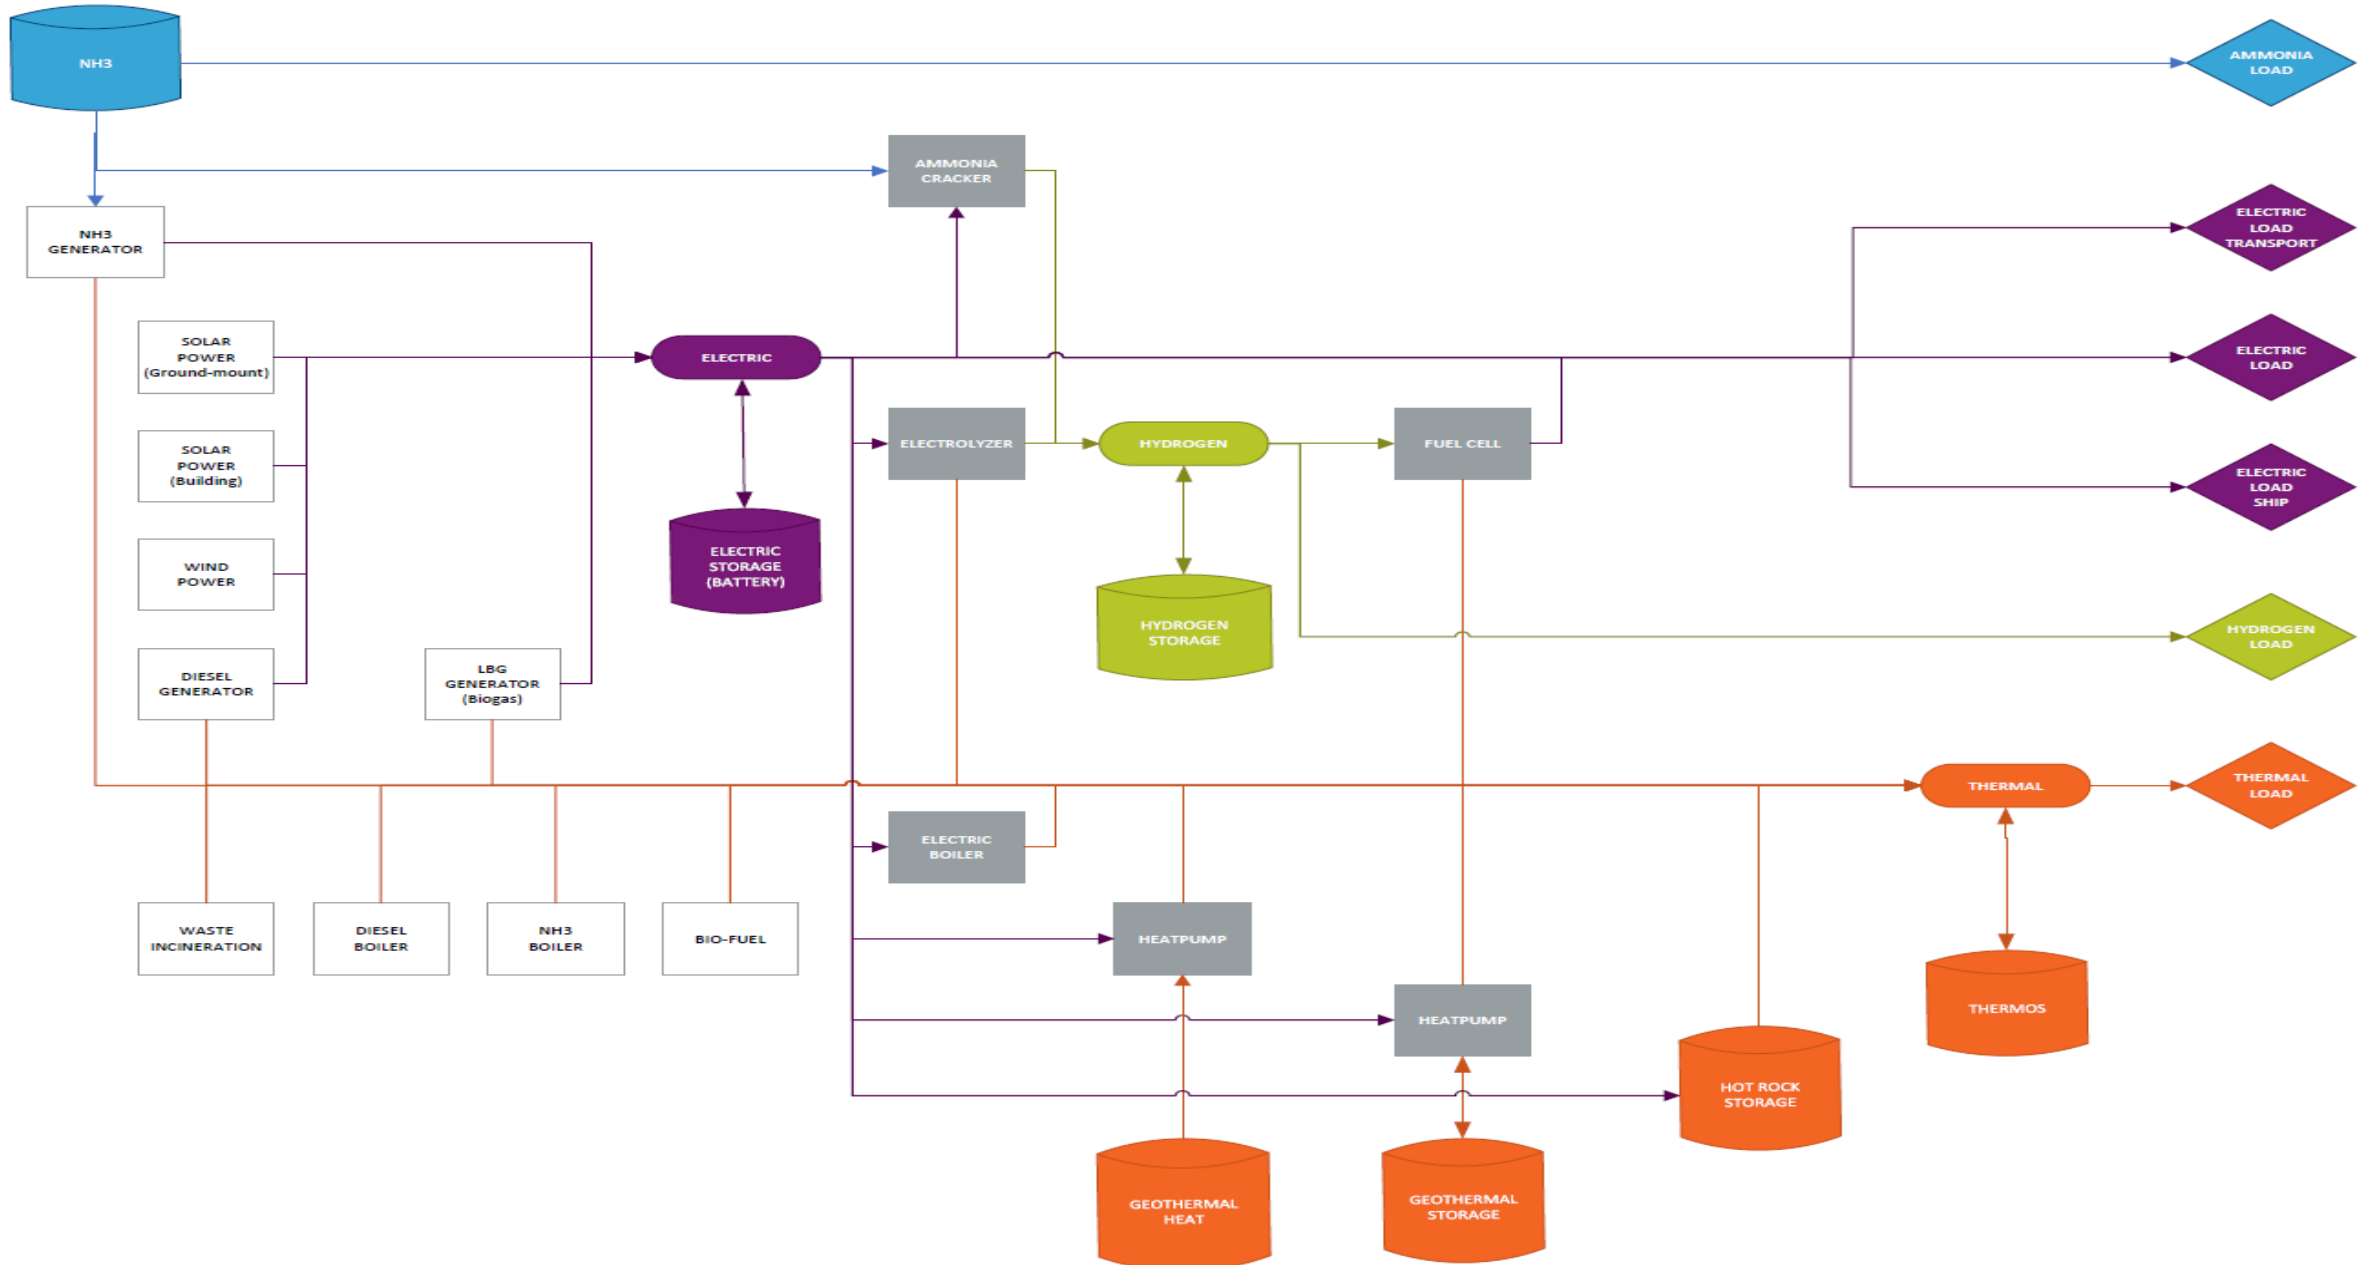 NH3
AMMONIA
LOAD
AMMONIA
CRACKER
NH3
GENERATOR
ELECTRIC
LOAD
TRANSPORT
SOLAR
POWER
(Ground-mount)
ELECTRIC
ELECTRIC
LOAD
SOLAR
POWER
(Building)
ELECTROLYZER
HYDROGEN
FUEL CELL
ELECTRIC
LOAD
SHIP
WIND
POWER
ELECTRIC
STORAGE
(BATTERY)
HYDROGEN
STORAGE
HYDROGEN
LOAD
DIESEL
GENERATOR
LBG
GENERATOR
(Biogas)
THERMAL
THERMAL
LOAD
ELECTRIC
BOILER
WASTE
INCINERATION
DIESEL
BOILER
NH3
BOILER
BIO-FUEL
HEATPUMP
HEATPUMP
THERMOS
HOT ROCK
STORAGE
GEOTHERMAL
HEAT
GEOTHERMAL
STORAGE